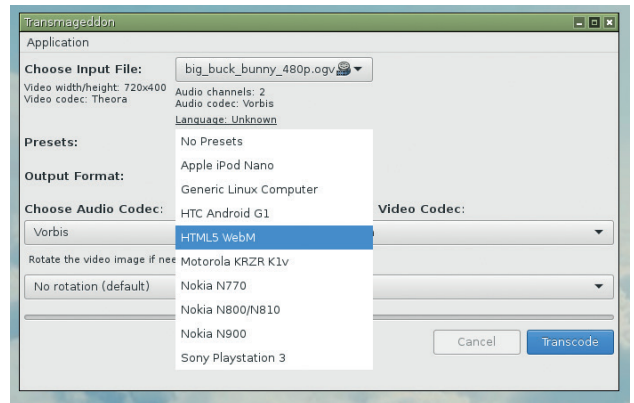 Transmageddon
Application
Choose Input File:
big_buck_bunny_480p.ogv
Video width/height: 720x400
Video codec: Theora
Audio channels: 2
Audio codec: Vorbis
Language: Unknown
Presets:
No Presets
Apple iPod Nano
Output Format:
Generic Linux Computer
Choose Audio Codec:
HTC Android G1
Video Codec:
Vorbis
HTML5 WebM
Rotate the video image if
Motorola KRZR K1v
No rotation (default)
Nokia N770
Nokia N800/N810
Nokia N900
Sony Playstation 3
Cancel
Transcode